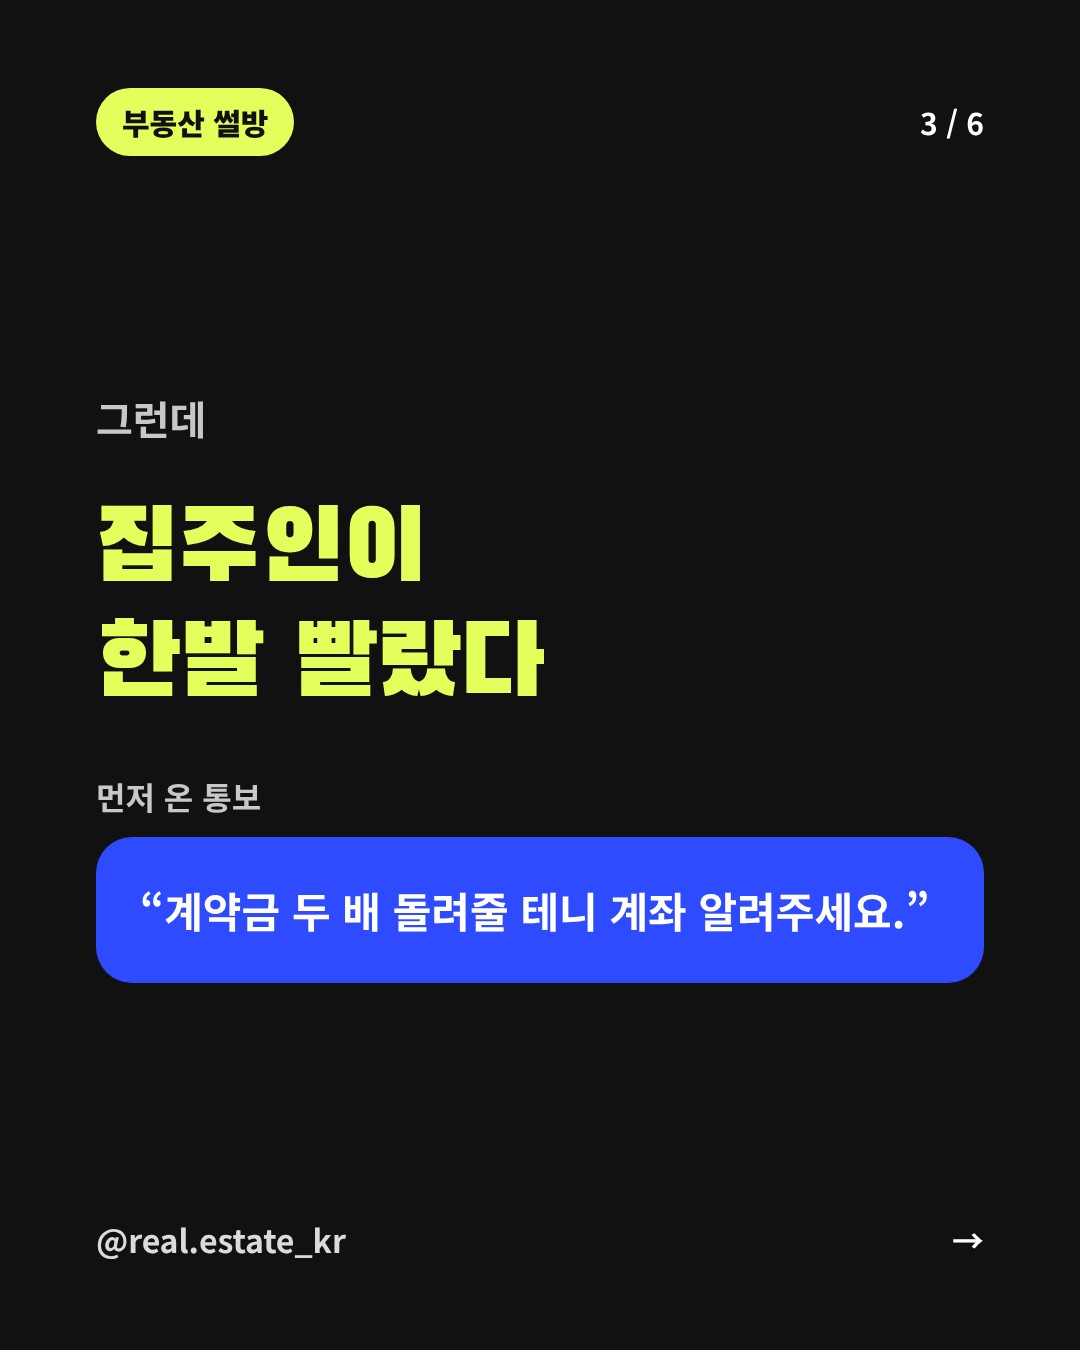 부동산 썰방
3 / 6
그런데
집주인이
한발 빨랐다
먼저 온 통보
“계약금 두 배 돌려줄 테니 계좌 알려주세요.”
@real.estate_kr
→